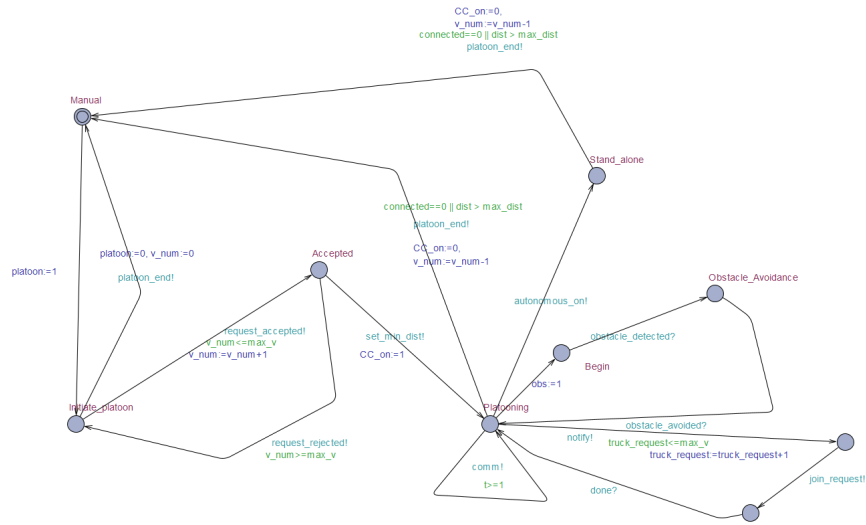 CC_on:=0,
v_num:=v_num-1
connected==0 || dist > max_dist
platoon_end!
Manual
Stand_alone
connected==0 || dist > max_dist
platoon_end!
CC_on:=0,
v_num:=v_num-1
platoon:=0, v_num:=0
Accepted
platoon:=1
platoon_end!
Obstacle_Avoidance
autonomous_on!
request_accepted!
v_num<=max_v
v_num:=v_num+1
set_min_dist!
CC_on:=1
obstacle_detected?
Begin
obs:=1
Initiate_platoon
Platooning
obstacle_avoided?
notify!
truck_request<=max_v
truck_request:=truck_request+1
request_rejected!
v_num>=max_v
comm!
t>=1
done?
join_request!